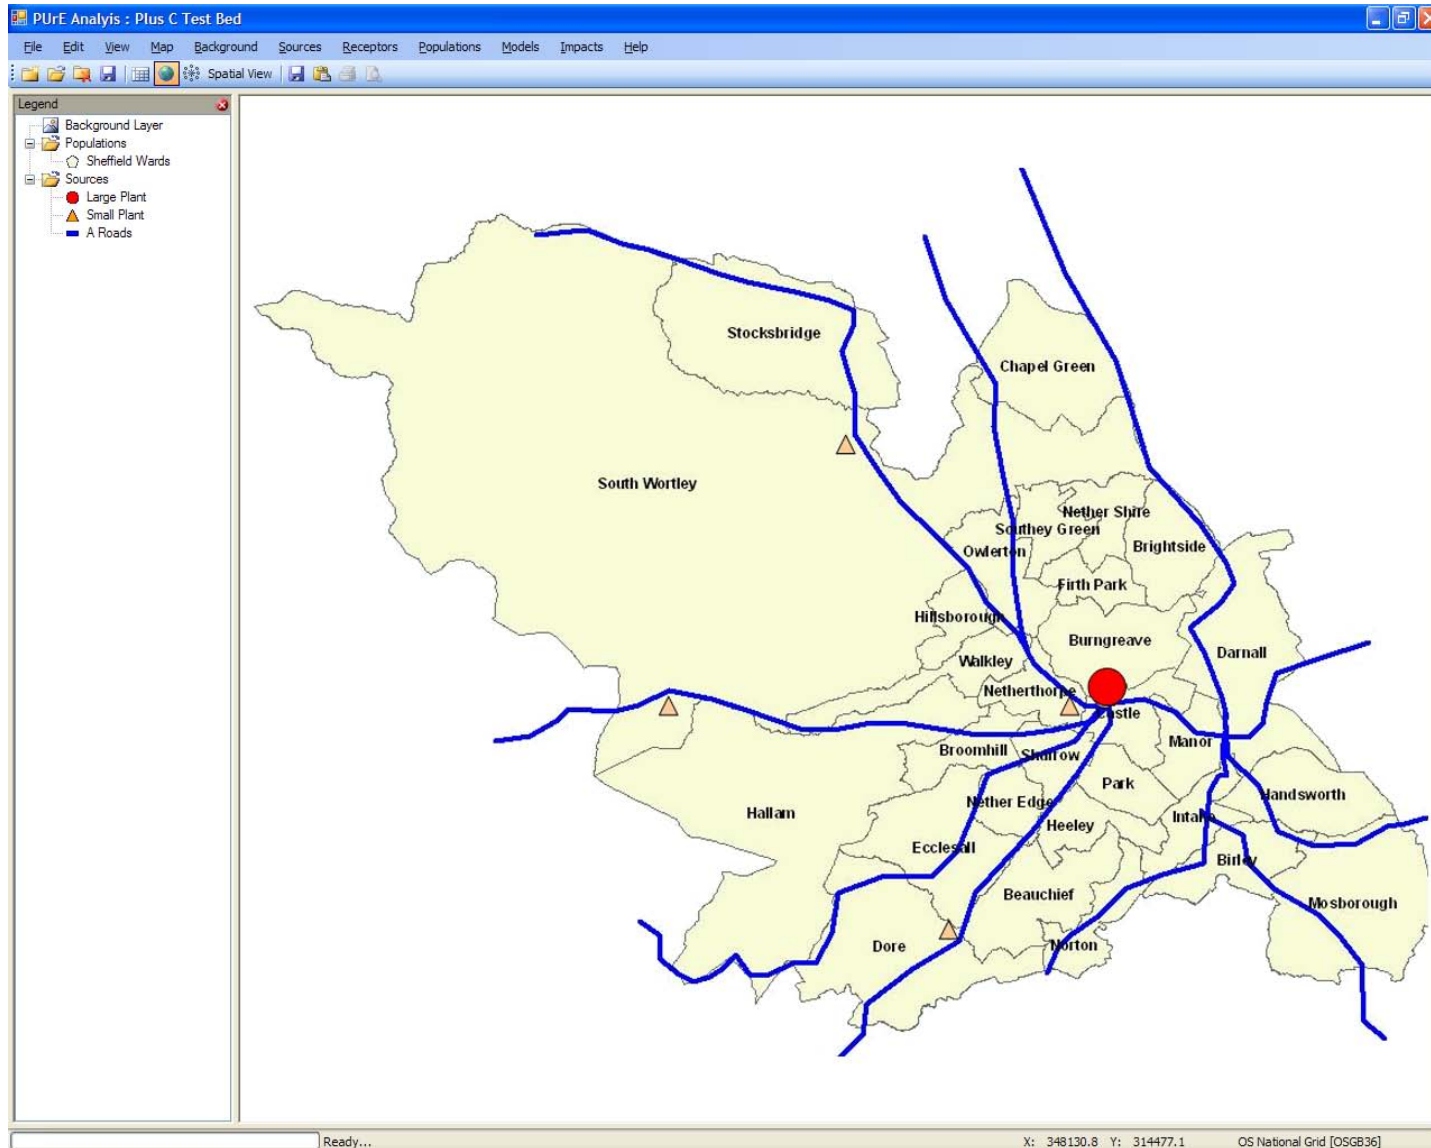 PUrE Analyis : Plus C Test Bed
File Edit View Map Background Sources Receptors Populations Models Impacts Help
Spatial View
Legend
Background Layer
Populations
Sheffield Wards
Sources
Large Plant
Small Plant
A Roads
Stocksbridge
Chapel Green
South Wortley
Nether Shire
Southey Green
Owlerton
Brightside
Firth Park
Hillsborough
Burngreave
Darnall
Walkley
Netherthorpe
Castle
Manor
Broomhill
Sharrow
Park
Handsworth
Nether Edge
Hallam
Intake
Heeley
Ecclesall
Birley
Beauchief
Mosborough
Dore
Norton
Ready...
X: 348130.8 Y: 314477.1 OS National Grid [OSGB36]